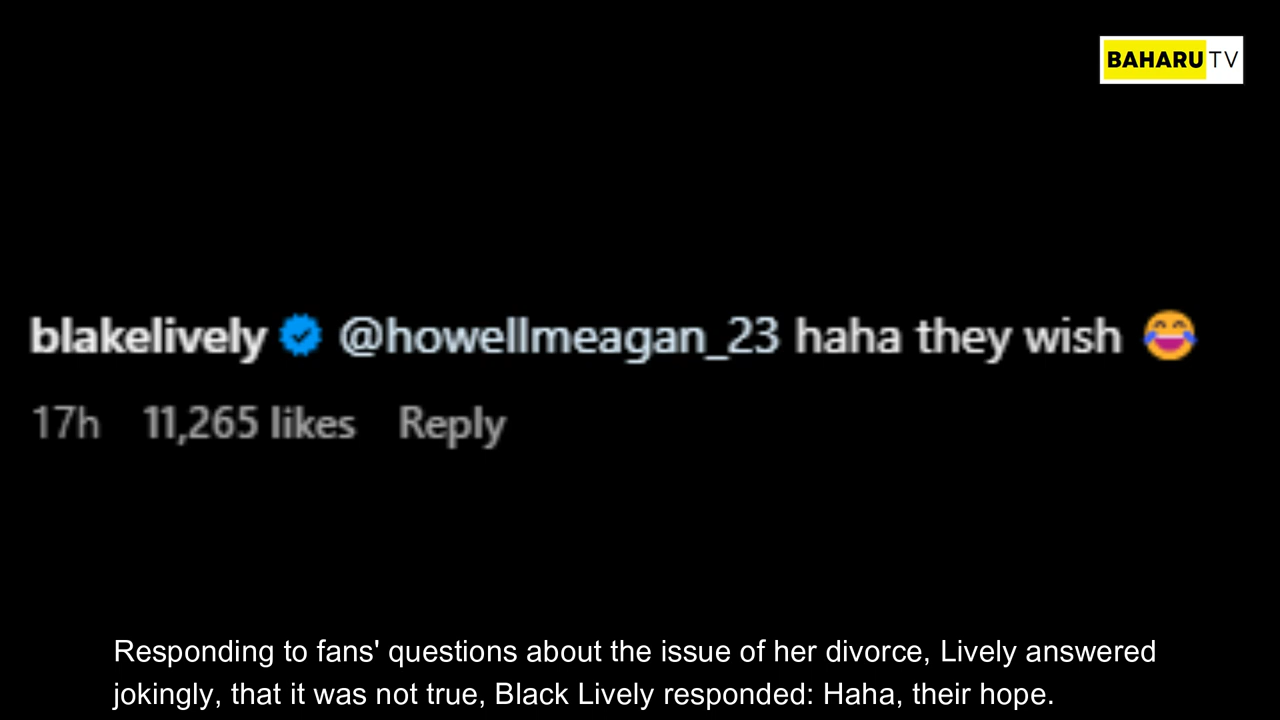 BAHARU TV
blakelively @howellmeagan_23 haha they wish 😂
17h 11,265 likes Reply
Responding to fans' questions about the issue of her divorce, Lively answered
jokingly, that it was not true, Black Lively responded: Haha, their hope.